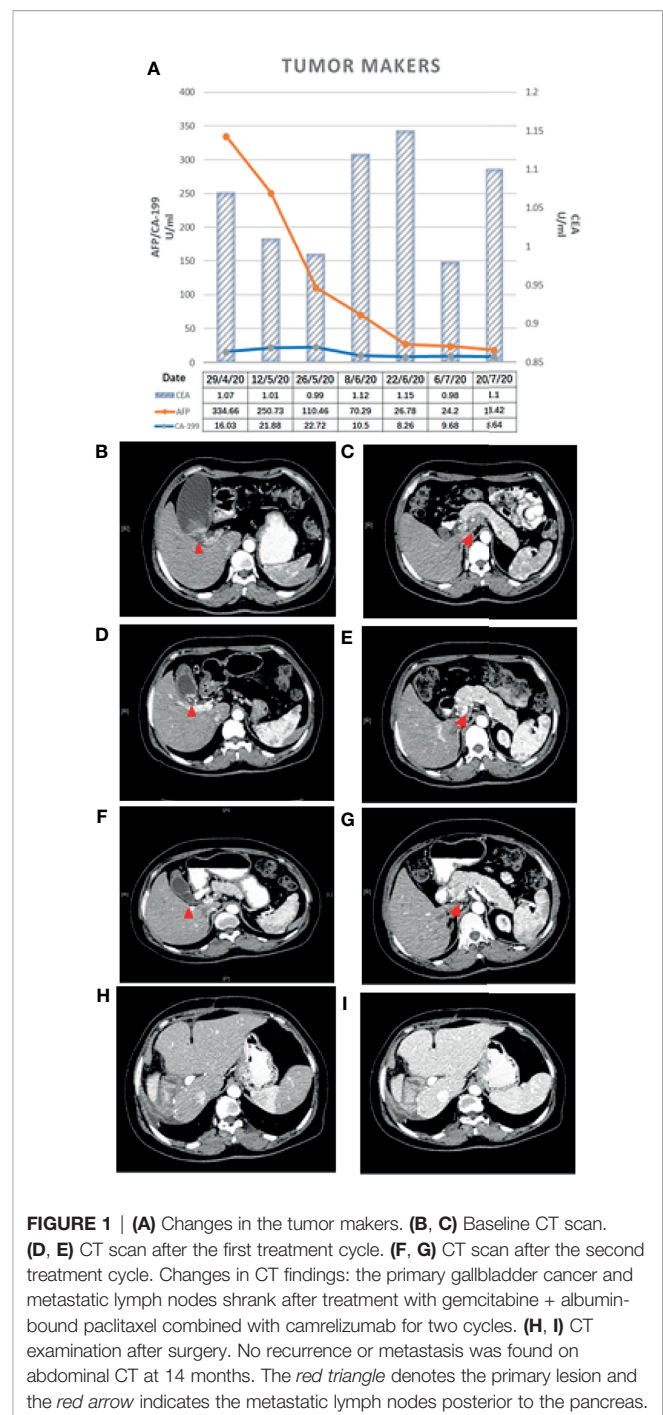 A
TUMOR MAKERS
400
350
300
250
200
150
100
50
0
AFP/CA-199
U/ml
1.2
1.15
1.1
1.05
1
0.95
0.9
0.85
CEA
U/ml
Date 29/4/20 12/5/20 26/5/20 8/6/20 22/6/20 6/7/20 20/7/20
CEA 1.07 1.01 0.99 1.12 1.15 0.98 1.1
AFP 334.66 250.73 110.46 70.29 26.78 24.2
CA-199 16.03 21.88 22.72 10.5 8.26 9.68
B
C
D
E
F
G
H
I
FIGURE 1 | (A) Changes in the tumor makers. (B, C) Baseline CT scan.
(D, E) CT scan after the first treatment cycle. (F, G) CT scan after the second
treatment cycle. Changes in CT findings: the primary gallbladder cancer and
metastatic lymph nodes shrank after treatment with gemcitabine + albumin-
bound paclitaxel combined with camrelizumab for two cycles. (H, I) CT
examination after surgery. No recurrence or metastasis was found on
abdominal CT at 14 months. The red triangle denotes the primary lesion and
the red arrow indicates the metastatic lymph nodes posterior to the pancreas.